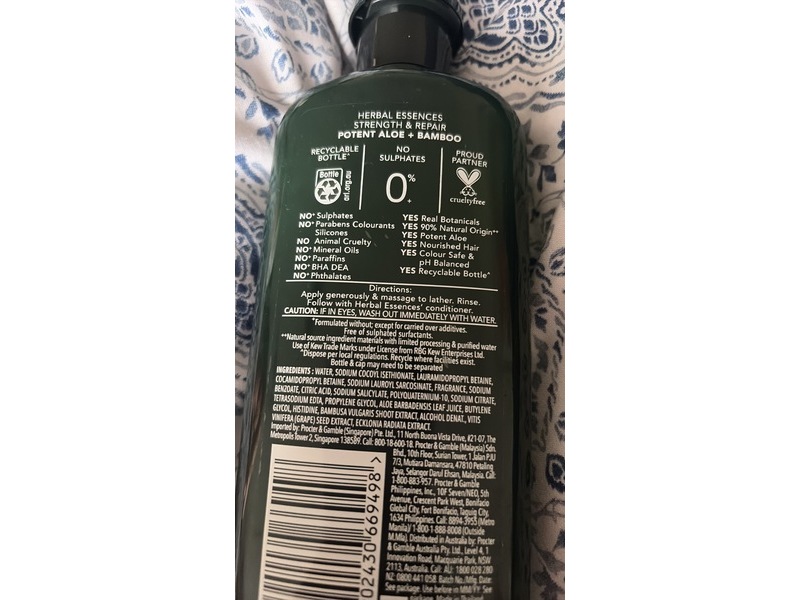 HERBAL ESSENCES
STRENGTH & REPAIR
POTENT ALOE + BAMBOO
RECYCLABLE
BOTTLE^
Bottle
arl.org.au
NO
SULPHATES
0%+
PROUD
PARTNER
crueltyfree
NO+ Sulphates
NO+ Parabens Colourants
Silicones
NO Animal Cruelty
NO+ Mineral Oils
NO+ Paraffins
NO+ BHA DEA
NO+ Phthalates
YES Real Botanicals
YES 90% Natural Origin**
YES Potent Aloe
YES Nourished Hair
YES Colour Safe &
pH Balanced
YES Recyclable Bottle^
Directions:
Apply generously & massage to lather. Rinse.
Follow with Herbal Essences' conditioner.
CAUTION: IF IN EYES, WASH OUT IMMEDIATELY WITH WATER.
+Formulated without; except for carried over additives.
Free of sulphated surfactants.
**Natural source ingredient materials with limited processing & purified water
Use of Kew Trade Marks under License from RBG Kew Enterprises Ltd.
^Dispose per local regulations. Recycle where facilities exist.
Bottle & cap may need to be separated
INGREDIENTS: WATER, SODIUM COCOYL ISETHIONATE, LAURAMIDOPROPYL BETAINE,
COCAMIDOPROPYL BETAINE, SODIUM LAUROYL SARCOSINATE, FRAGRANCE, SODIUM
BENZOATE, CITRIC ACID, SODIUM SALICYLATE, POLYQUATERNIUM-10, SODIUM CITRATE,
TETRASODIUM EDTA, PROPYLENE GLYCOL, ALOE BARBADENSIS LEAF JUICE, BUTYLENE
GLYCOL, HISTIDINE, BAMBUSA VULGARIS SHOOT EXTRACT, ALCOHOL DENAT., VITIS
VINIFERA (GRAPE) SEED EXTRACT, ECKLONIA RADIATA EXTRACT.
Imported by: Procter & Gamble (Singapore) Pte. Ltd., 11 North Buona Vista Drive, #21-07, The
Metropolis Tower 2, Singapore 138589. Call: 800-18-600-18. Procter & Gamble (Malaysia) Sdn.
Bhd., 10th Floor, Surian Tower, 1 Jalan PJU
7/3, Mutiara Damansara, 47810 Petaling
Jaya, Selangor Darul Ehsan, Malaysia. Call:
1-800-883-957. Procter & Gamble
Philippines, Inc., 10F Seven/NEO, 5th
Avenue, Crescent Park West, Bonifacio
Global City, Fort Bonifacio, Taguig City,
1634 Philippines. Call: 8894-3955 (Metro
Manila)/ 1-800-1-888-8008 (Outside
M.Mla). Distributed in Australia by: Procter
& Gamble Australia Pty. Ltd., Level 4, 1
Innovation Road, Macquarie Park, NSW
2113, Australia. Call: AU: 1800 028 280
NZ: 0800 441 058. Batch No./Mfg. Date:
See package. Use before in MM/YY. See
package. Made in Thailand
02430 669498 >